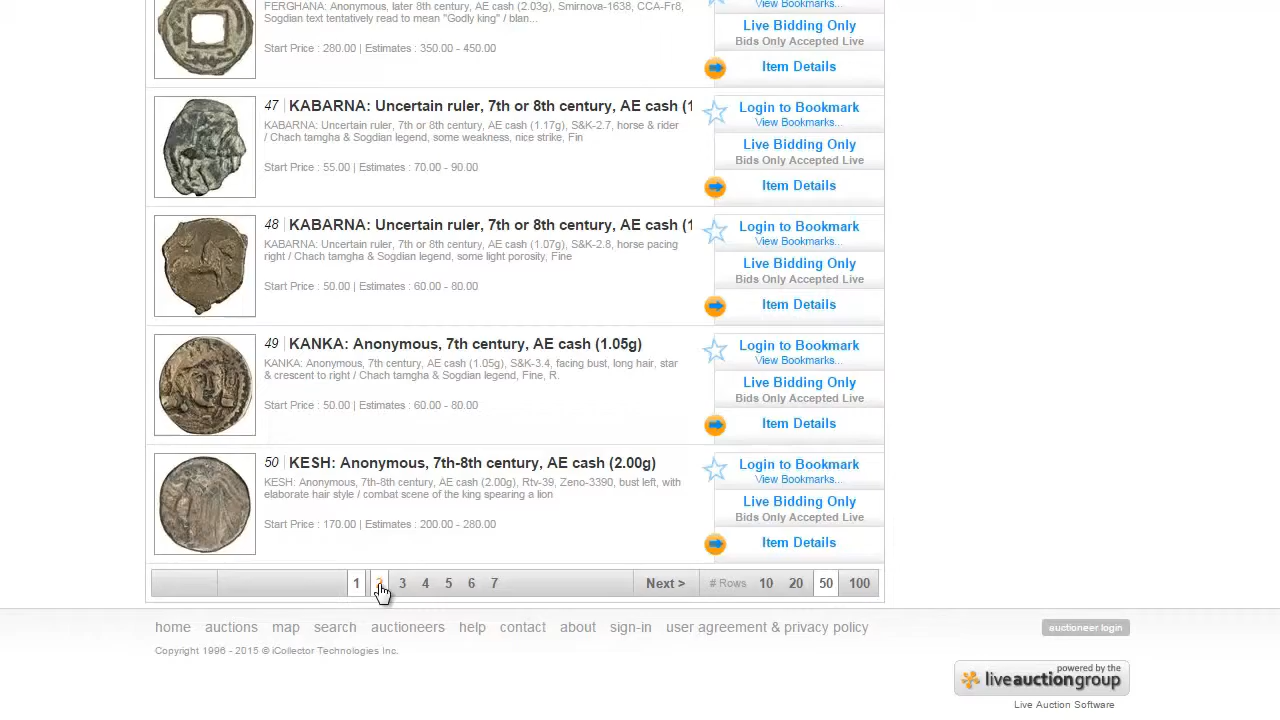 FERGHANA: Anonymous, later 8th century, AE cash (2.03g), Smirnova-1638, CCA-Fr8,
Sogdian text tentatively read to mean "Godly king" / blan...
Start Price : 280.00 | Estimates : 350.00 - 450.00
View Bookmarks...
Live Bidding Only
Bids Only Accepted Live
Item Details
47 KABARNA: Uncertain ruler, 7th or 8th century, AE cash (1
KABARNA: Uncertain ruler, 7th or 8th century, AE cash (1.17g), S&K-2.7, horse & rider
/ Chach tamgha & Sogdian legend, some weakness, nice strike, Fin
Start Price : 55.00 | Estimates : 70.00 - 90.00
Login to Bookmark
View Bookmarks...
Live Bidding Only
Bids Only Accepted Live
Item Details
48 KABARNA: Uncertain ruler, 7th or 8th century, AE cash (1
KABARNA: Uncertain ruler, 7th or 8th century, AE cash (1.07g), S&K-2.8, horse pacing
right / Chach tamgha & Sogdian legend, some light porosity, Fine
Start Price : 50.00 | Estimates : 60.00 - 80.00
Login to Bookmark
View Bookmarks...
Live Bidding Only
Bids Only Accepted Live
Item Details
49 KANKA: Anonymous, 7th century, AE cash (1.05g)
KANKA: Anonymous, 7th century, AE cash (1.05g), S&K-3.4, facing bust, long hair, star
& crescent to right / Chach tamgha & Sogdian legend, Fine, R.
Start Price : 50.00 | Estimates : 60.00 - 80.00
Login to Bookmark
View Bookmarks...
Live Bidding Only
Bids Only Accepted Live
Item Details
50 KESH: Anonymous, 7th-8th century, AE cash (2.00g)
KESH: Anonymous, 7th-8th century, AE cash (2.00g), Rtv-39, Zeno-3390, bust left, with
elaborate hair style / combat scene of the king spearing a lion
Start Price : 170.00 | Estimates : 200.00 - 280.00
Login to Bookmark
View Bookmarks...
Live Bidding Only
Bids Only Accepted Live
Item Details
1 2 3 4 5 6 7 Next > # Rows 10 20 50 100
home auctions map search auctioneers help contact about sign-in user agreement & privacy policy
auctioneer login
Copyright 1996 - 2015 © iCollector Technologies Inc.
powered by the
liveauctiongroup
Live Auction Software